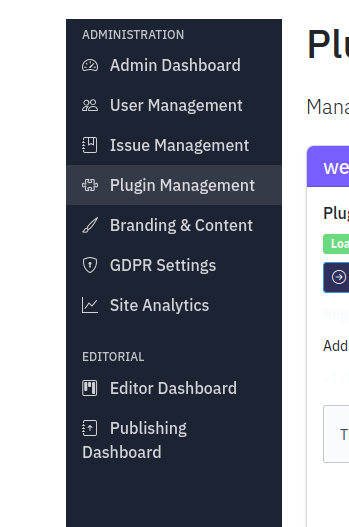 ADMINISTRATION
Admin Dashboard
User Management
Issue Management
Plugin Management
Branding & Content
GDPR Settings
Site Analytics
EDITORIAL
Editor Dashboard
Publishing
Dashboard
Plu
Mana
we
Plug
Loa
Add
T